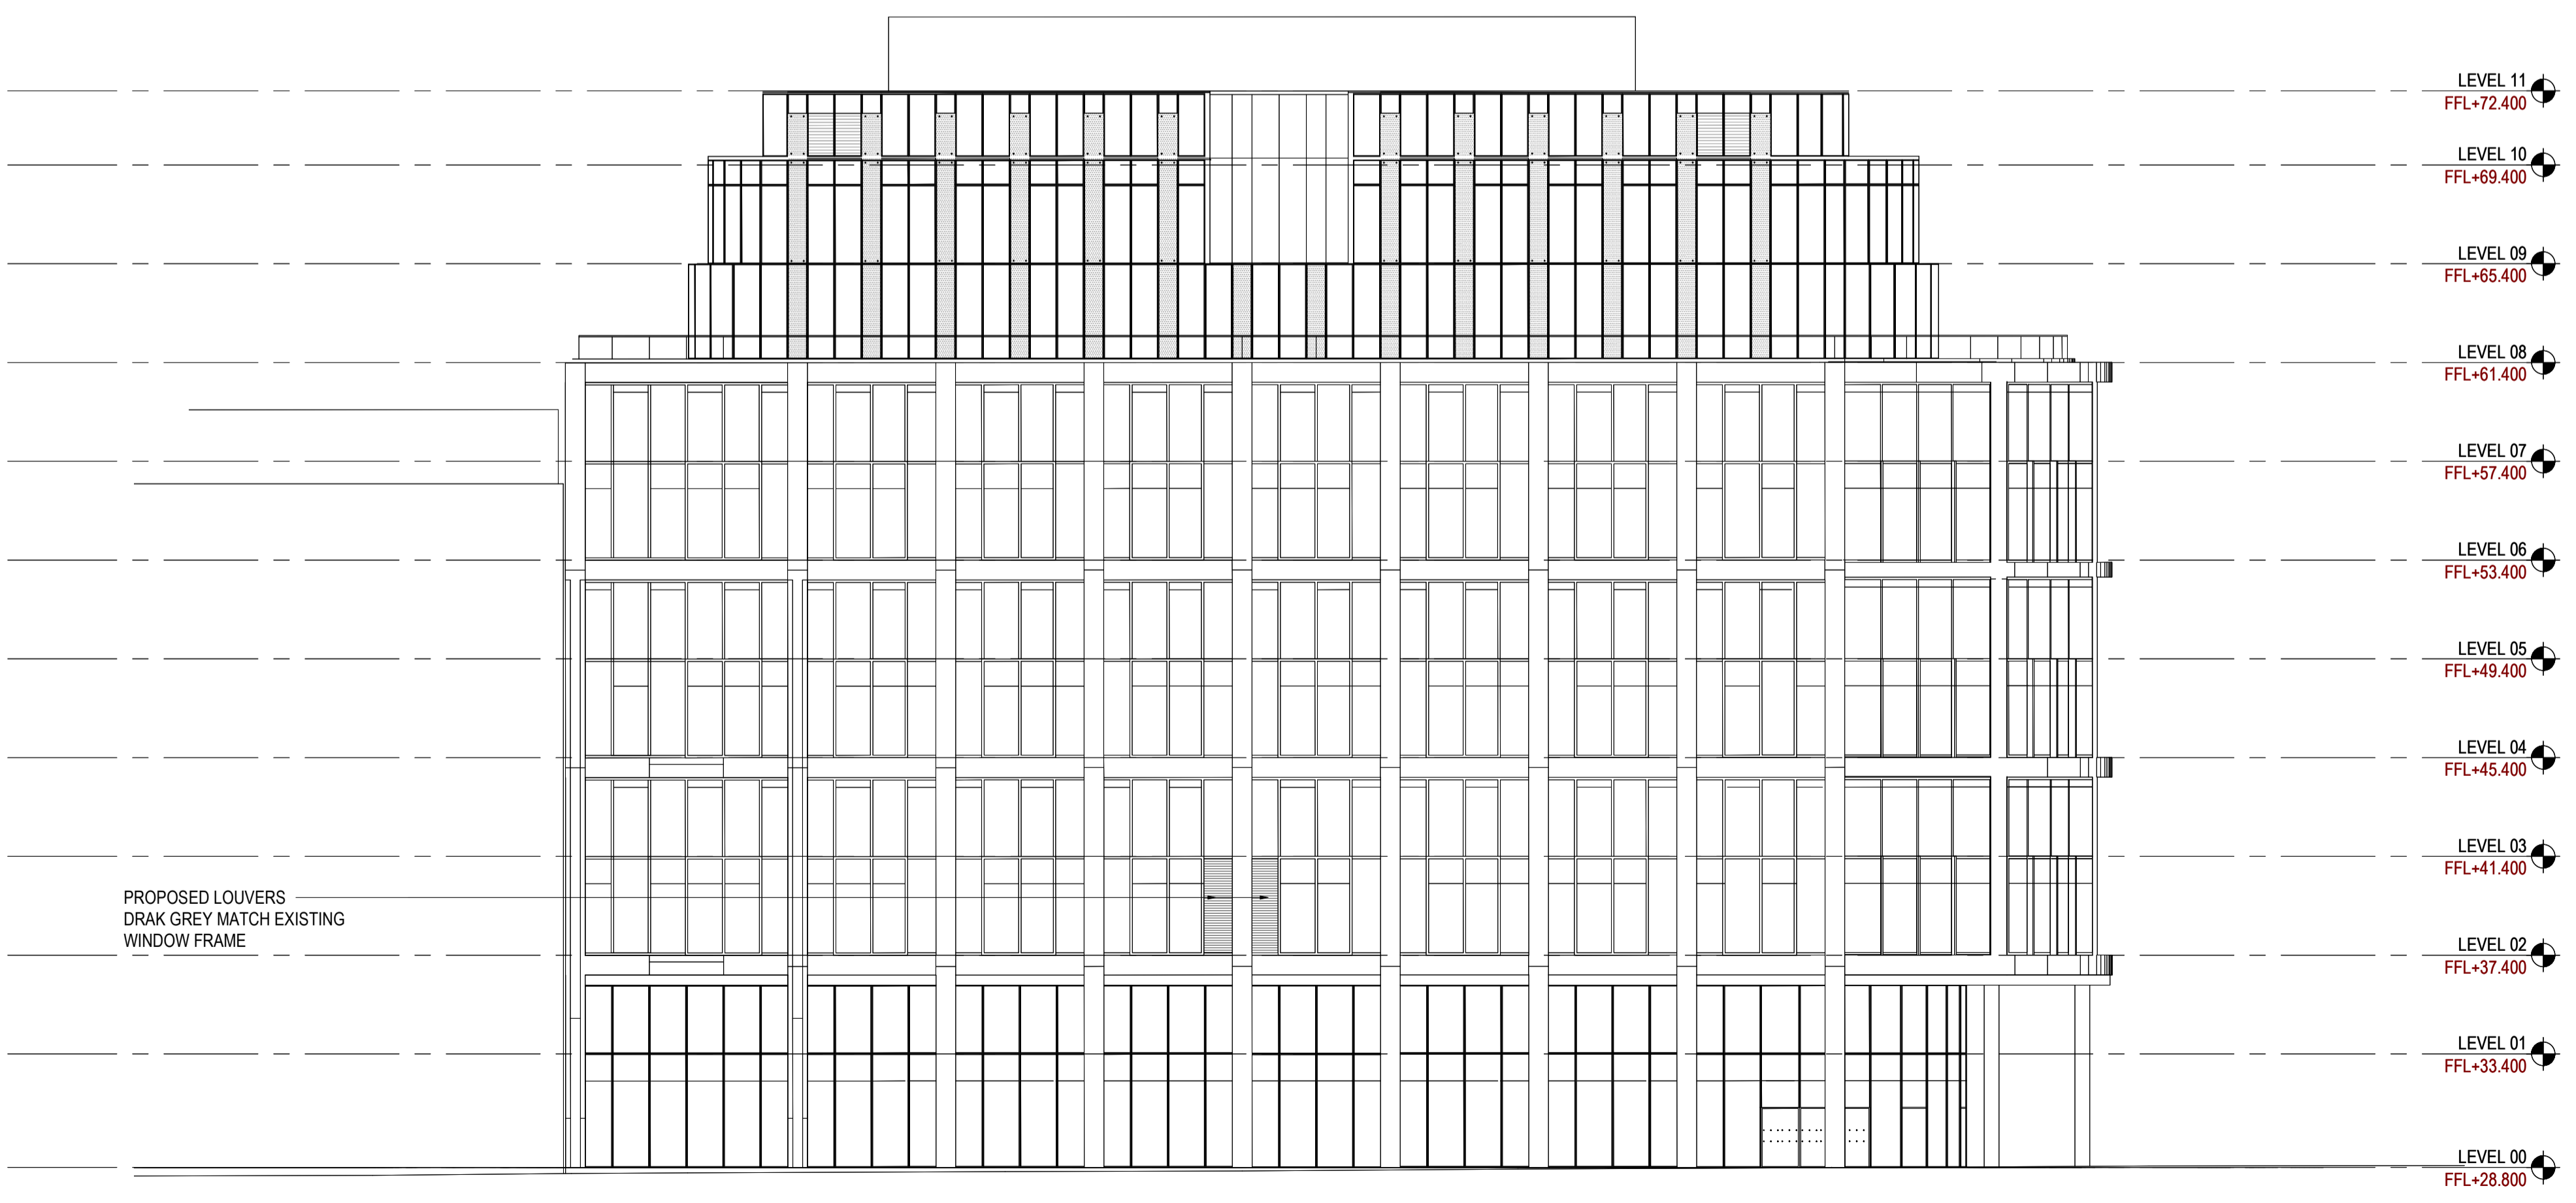 LEVEL 11
FFL+72.400
LEVEL 10
FFL+69.400
LEVEL 09
FFL+65.400
LEVEL 08
FFL+61.400
LEVEL 07
FFL+57.400
LEVEL 06
FFL+53.400
LEVEL 05
FFL+49.400
LEVEL 04
FFL+45.400
LEVEL 03
FFL+41.400
PROPOSED LOUVERS
DRAK GREY MATCH EXISTING
WINDOW FRAME
LEVEL 02
FFL+37.400
LEVEL 01
FFL+33.400
LEVEL 00
FFL+28.800